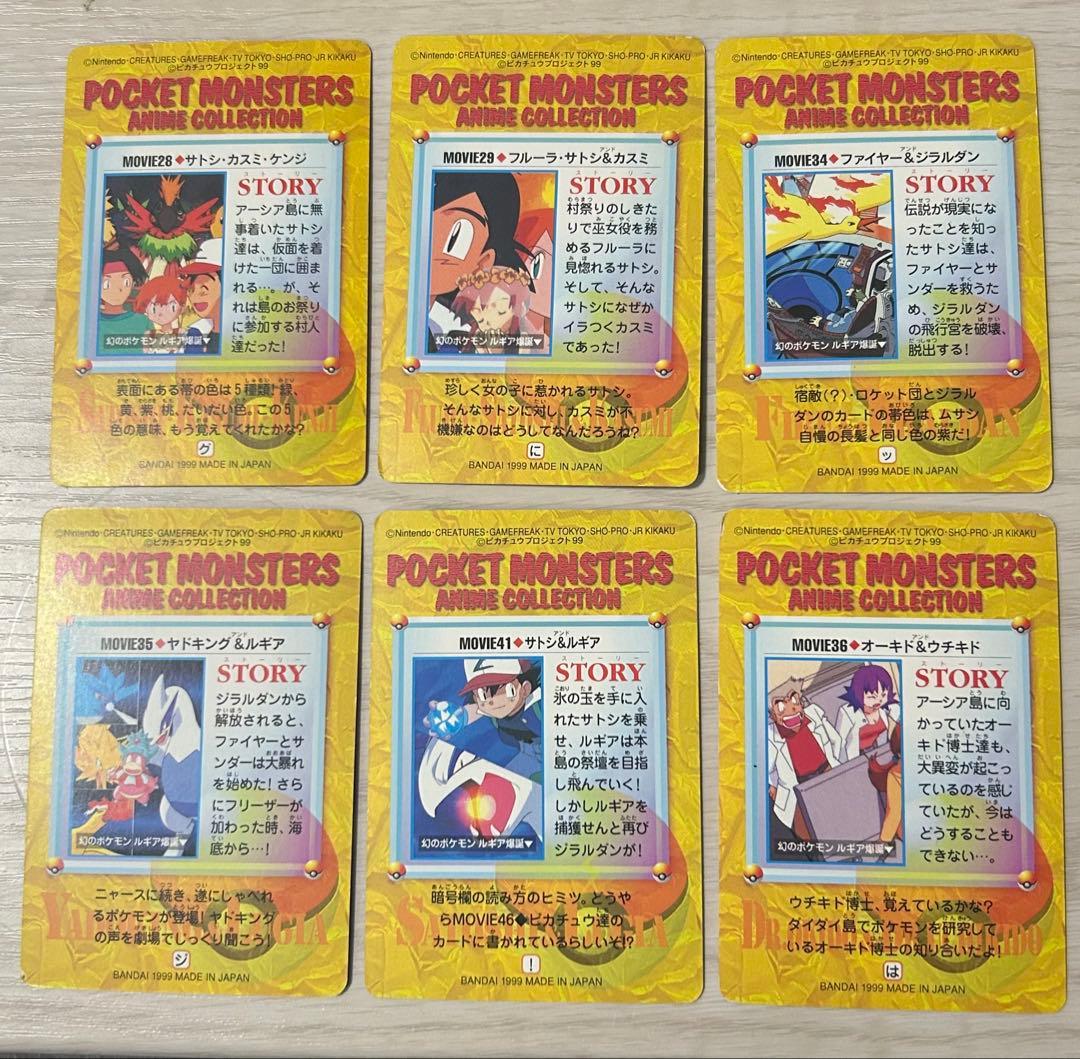 ©Nintendo・CREATURES・GAMEFREAK・TV TOKYO・SHO-PRO・JR KIKAKU
©ピカチュウプロジェクト99
POCKET MONSTERS
ANIME COLLECTION
MOVIE28◆サトシ・カスミ・ケンジ
ストーリー
STORY
アーシア島に無
事着いたサトシ
達は、仮面を着
けた一団に囲ま
れる…。が、そ
れは島のお祭り
に参加する村人
達だった!
幻のポケモン ルギア爆誕▼
表面にある帯の色は5種類!緑、
黄、紫、桃、だいだい色。この5
色の意味、もう覚えてくれたかな?
グ
BANDAI 1999 MADE IN JAPAN
©Nintendo・CREATURES・GAMEFREAK・TV TOKYO・SHO-PRO・JR KIKAKU
©ピカチュウプロジェクト99
POCKET MONSTERS
ANIME COLLECTION
MOVIE29◆フルーラ・サトシ&カスミ
ストーリー
STORY
村祭りのしきた
りで巫女役を務
めるフルーラに
見惚れるサトシ。
そして、そんな
サトシになぜか
イラつくカスミ
であった!
幻のポケモン ルギア爆誕▼
珍しく女の子に惹かれるサトシ。
そんなサトシに対し、カスミが不
機嫌なのはどうしてなんだろうね?
に
BANDAI 1999 MADE IN JAPAN
©Nintendo・CREATURES・GAMEFREAK・TV TOKYO・SHO-PRO・JR KIKAKU
©ピカチュウプロジェクト99
POCKET MONSTERS
ANIME COLLECTION
MOVIE34◆ファイヤー&ジラルダン
ストーリー
STORY
伝説が現実にな
ったことを知っ
たサトシ達は、
ファイヤーとサ
ンダーを救うた
め、ジラルダン
の飛行宮を破壊、
脱出する!
幻のポケモン ルギア爆誕▼
宿敵(?)・ロケット団とジラル
ダンのカードの帯色は、ムサシ
自慢の長髪と同じ色の紫だ!
ッ
BANDAI 1999 MADE IN JAPAN
©Nintendo・CREATURES・GAMEFREAK・TV TOKYO・SHO-PRO・JR KIKAKU
©ピカチュウプロジェクト99
POCKET MONSTERS
ANIME COLLECTION
MOVIE35◆ヤドキング&ルギア
ストーリー
STORY
ジラルダンから
解放されると、
ファイヤーとサ
ンダーは大暴れ
を始めた!さら
にフリーザーが
加わった時、海
底から…!
幻のポケモン ルギア爆誕▼
ニャースに続き、遂にしゃべれ
るポケモンが登場!ヤドキング
の声を劇場でじっくり聞こう!
ジ
BANDAI 1999 MADE IN JAPAN
©Nintendo・CREATURES・GAMEFREAK・TV TOKYO・SHO-PRO・JR KIKAKU
©ピカチュウプロジェクト99
POCKET MONSTERS
ANIME COLLECTION
MOVIE41◆サトシ&ルギア
ストーリー
STORY
氷の玉を手に入
れたサトシを乗
せ、ルギアは本
島の祭壇を目指
し飛んでいく!
しかしルギアを
捕獲せんと再び
ジラルダンが!
幻のポケモン ルギア爆誕▼
暗号欄の読み方のヒミツ。どうや
らMOVIE46◆ピカチュウ達の
カードに書かれているらしいぞ!?
!
BANDAI 1999 MADE IN JAPAN
©Nintendo・CREATURES・GAMEFREAK・TV TOKYO・SHO-PRO・JR KIKAKU
©ピカチュウプロジェクト99
POCKET MONSTERS
ANIME COLLECTION
MOVIE36◆オーキド&ウチキド
ストーリー
STORY
アーシア島に向
かっていたオー
キド博士達も、
大異変が起こっ
ているのを感じ
ていたが、今は
どうすることも
できない…。
幻のポケモン ルギア爆誕▼
ウチキド博士、覚えているかな?
ダイダイ島でポケモンを研究して
いるオーキド博士の知り合いだよ!
は
BANDAI 1999 MADE IN JAPAN